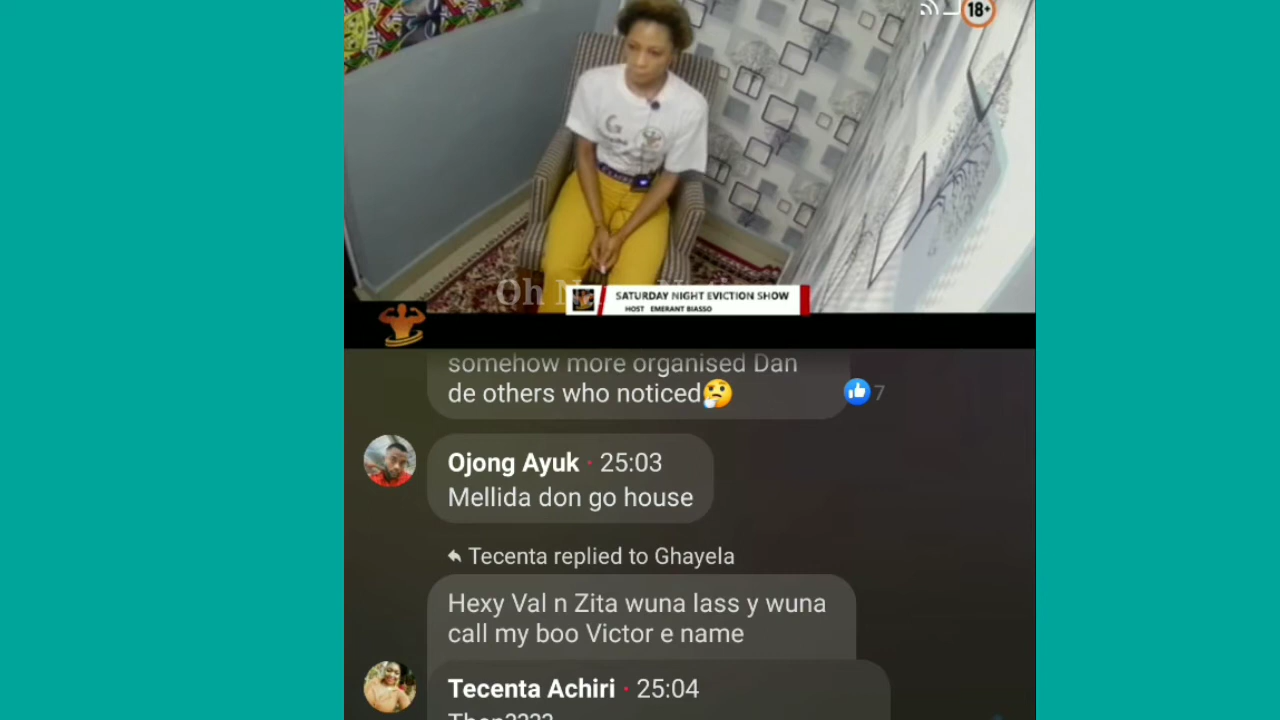 18+
Oh
SATURDAY NIGHT EVICTION SHOW
HOST EMERANT BIASSO
somehow more organised Dan
de others who noticed🤔
7
Ojong Ayuk · 25:03
Mellida don go house
Tecenta replied to Ghayela
Hexy Val n Zita wuna lass y wuna
call my boo Victor e name
Tecenta Achiri · 25:04